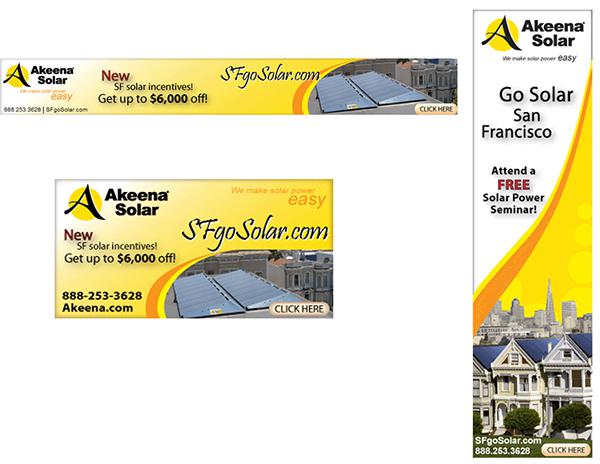 Akeena
Solar
We make solar power
easy
888.253.3628 | SFgoSolar.com
New
SF solar incentives!
Get up to $6,000 off!
SFgoSolar.com
CLICK HERE
Akeena
Solar
We make solar power
easy
New
SF solar incentives!
Get up to $6,000 off!
SFgoSolar.com
888-253-3628
Akeena.com
CLICK HERE
Akeena
Solar
We make solar power easy
Go Solar
San
Francisco
Attend a
FREE
Solar Power
Seminar!
SFgoSolar.com
888.253.3628
CLICK HERE